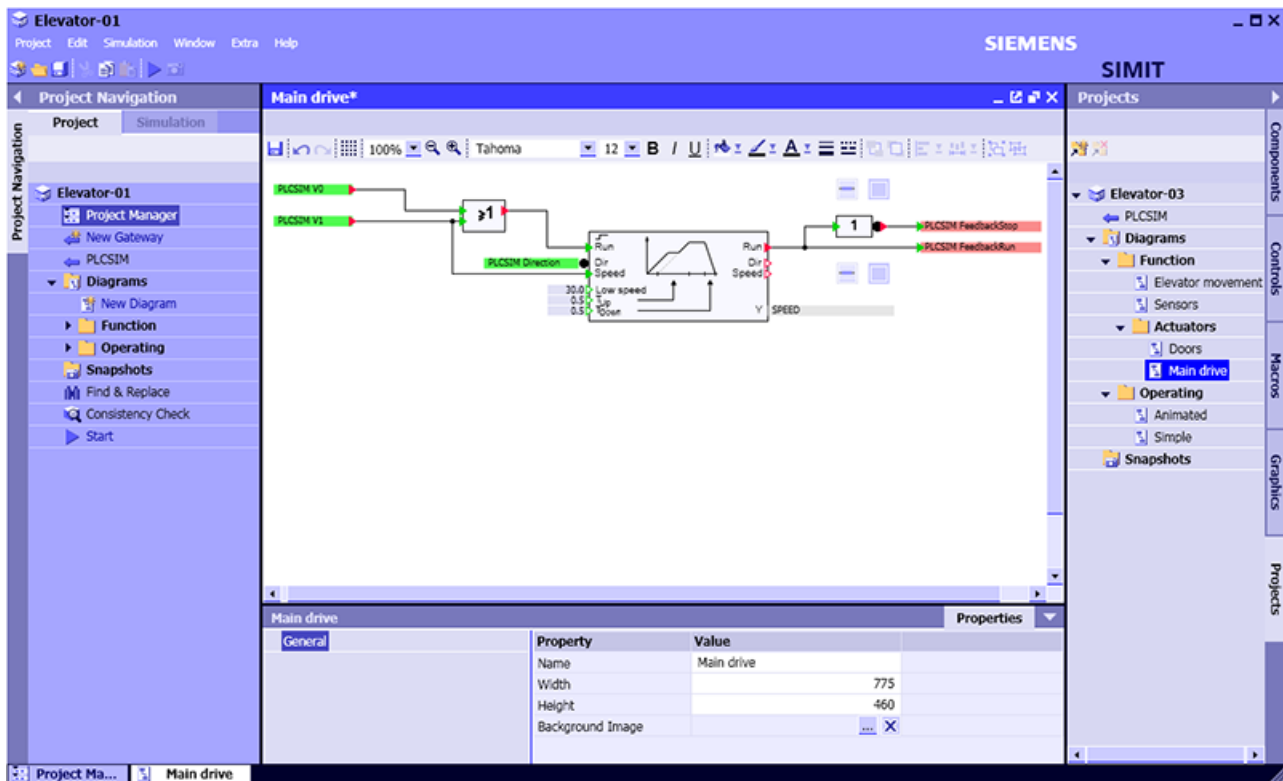 Elevator-01
Project Edit Simulation Window Extra Help
SIEMENS
SIMIT
Project Navigation
Project Simulation
Project Navigation
Elevator-01
Project Manager
New Gateway
PLCSIM
Diagrams
New Diagram
Function
Operating
Snapshots
Find & Replace
Consistency Check
Start
Main drive*
100% Tahoma 12 B I U A
PLCSIM V0
PLCSIM V1
≥1
PLCSIM Direction
Run
Dir
Speed
30.0 Low speed
0.5 Tup
0.5 Tdown
Run
Dir
Speed
Y SPEED
1
PLCSIM FeedbackStop
PLCSIM FeedbackRun
Main drive
Properties
General
Property Value
Name Main drive
Width 775
Height 460
Background Image ... X
Projects
Elevator-03
PLCSIM
Diagrams
Function
Elevator movement
Sensors
Actuators
Doors
Main drive
Operating
Animated
Simple
Snapshots
Components
Controls
Macros
Graphics
Projects
Project Ma... Main drive